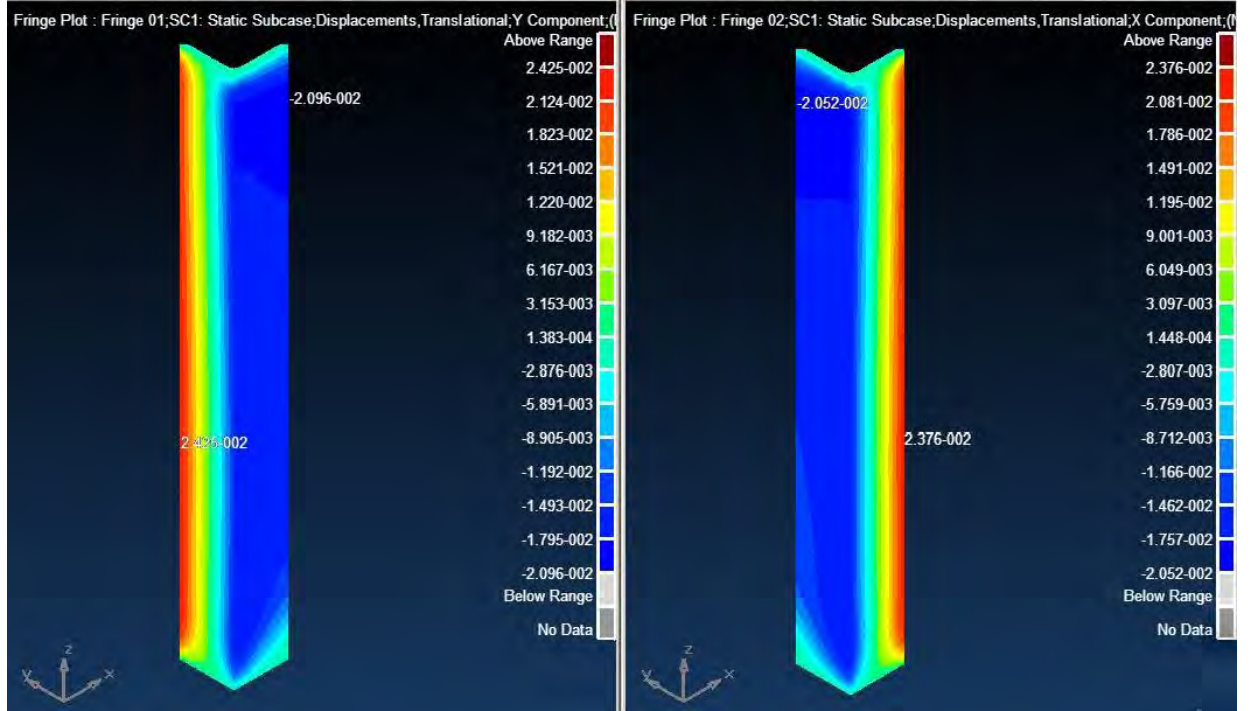 Fringe Plot : Fringe 01;SC1: Static Subcase;Displacements,Translational;Y Component;(
Above Range
2.425-002
2.124-002
1.823-002
1.521-002
1.220-002
9.182-003
6.167-003
3.153-003
1.383-004
-2.876-003
-5.891-003
-8.905-003
-1.192-002
-1.493-002
-1.795-002
-2.096-002
Below Range
No Data
-2.096-002
2.425-002
z
y
x
Fringe Plot : Fringe 02;SC1: Static Subcase;Displacements,Translational;X Component;(
Above Range
2.376-002
2.081-002
1.786-002
1.491-002
1.195-002
9.001-003
6.049-003
3.097-003
1.448-004
-2.807-003
-5.759-003
-8.712-003
-1.166-002
-1.462-002
-1.757-002
-2.052-002
Below Range
No Data
-2.052-002
2.376-002
z
y
x